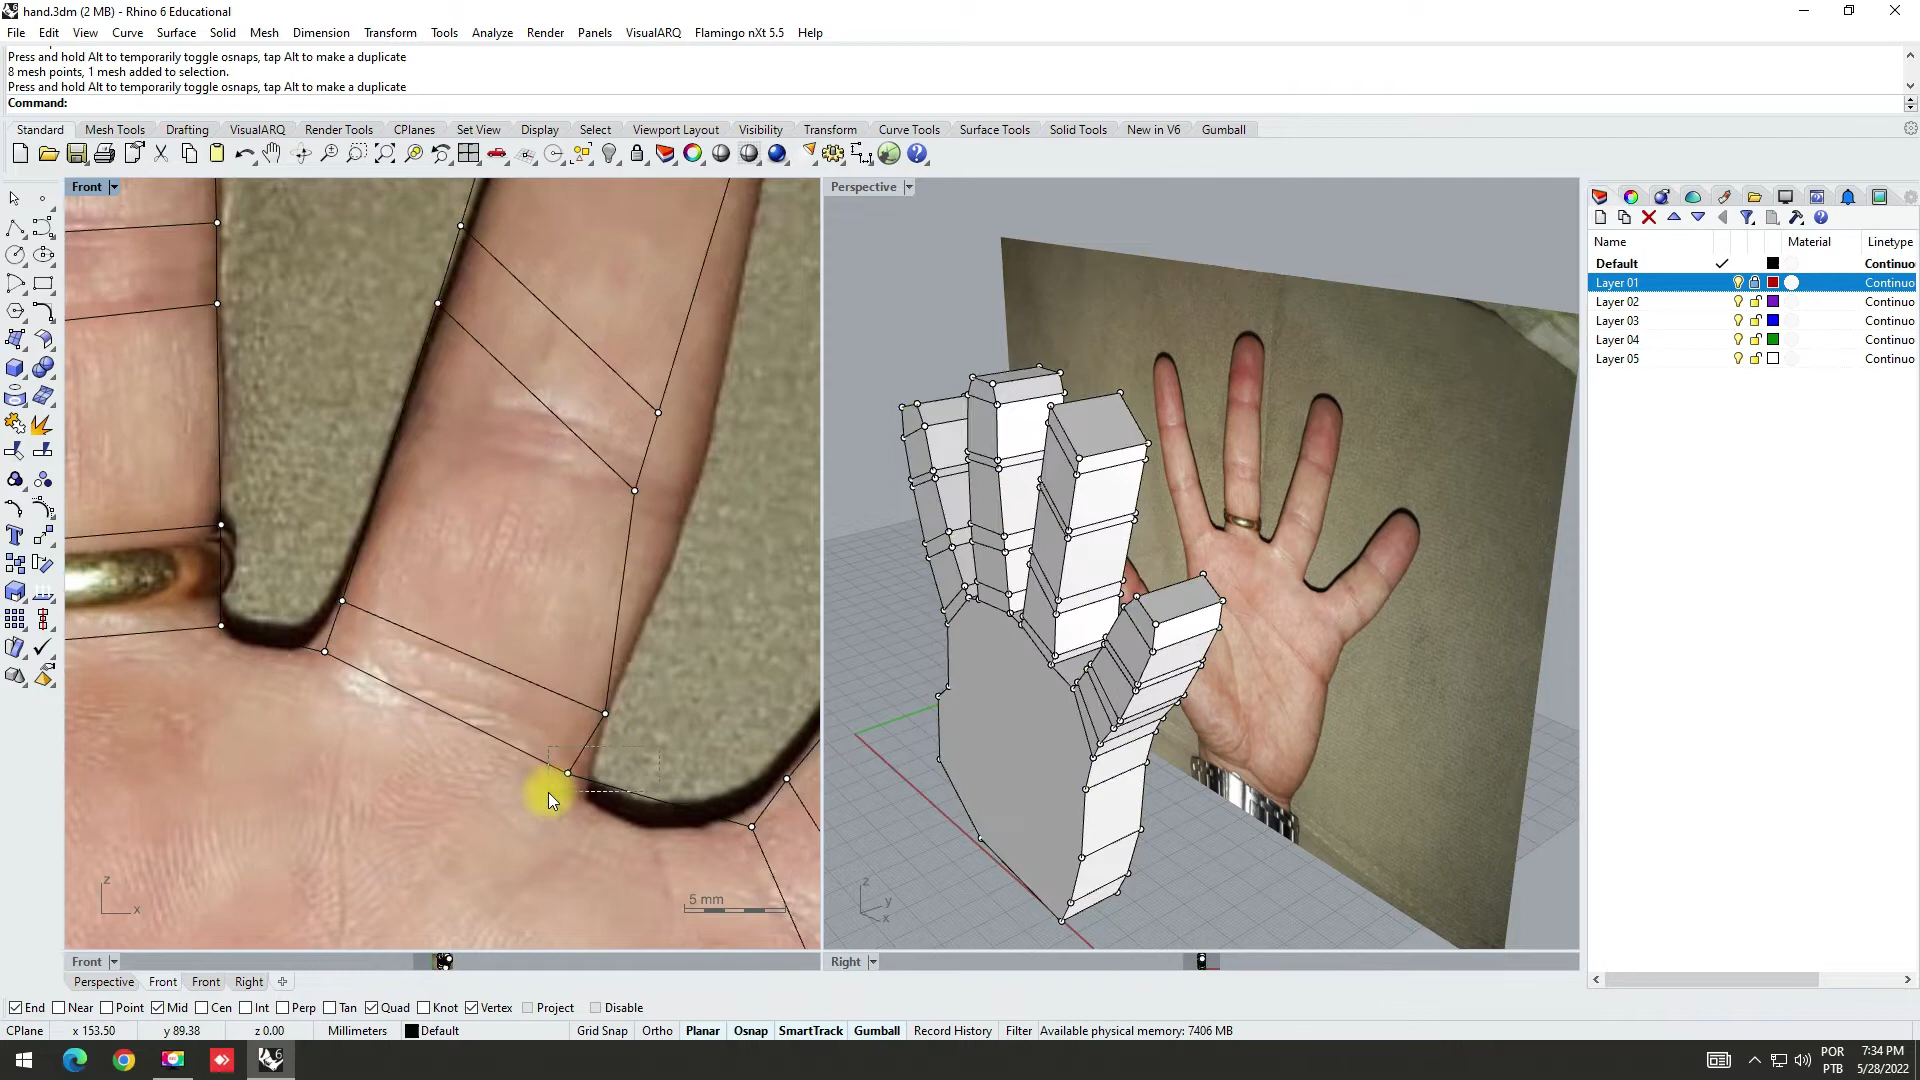 hand.3dm (2 MB) - Rhino 6 Educational
File Edit View Curve Surface Solid Mesh Dimension Transform Tools Analyze Render Panels VisualARQ Flamingo nXt 5.5 Help
Press and hold Alt to temporarily toggle osnaps, tap Alt to make a duplicate
8 mesh points, 1 mesh added to selection.
Press and hold Alt to temporarily toggle osnaps, tap Alt to make a duplicate
Command:
Standard Mesh Tools Drafting VisualARQ Render Tools CPlanes Set View Display Select Viewport Layout Visibility Transform Curve Tools Surface Tools Solid Tools New in V6 Gumball
Front Perspective
Name Material Linetype
Default Continuo
Layer 01 Continuo
Layer 02 Continuo
Layer 03 Continuo
Layer 04 Continuo
Layer 05 Continuo
z
x
5 mm
z
y
x
Front Right
Perspective Front Front Right
End Near Point Mid Cen Int Perp Tan Quad Knot Vertex Project Disable
CPlane x 153.50 y 89.38 z 0.00 Millimeters Default Grid Snap Ortho Planar Osnap SmartTrack Gumball Record History Filter Available physical memory: 7406 MB
6
POR 7:34 PM
PTB 5/28/2022